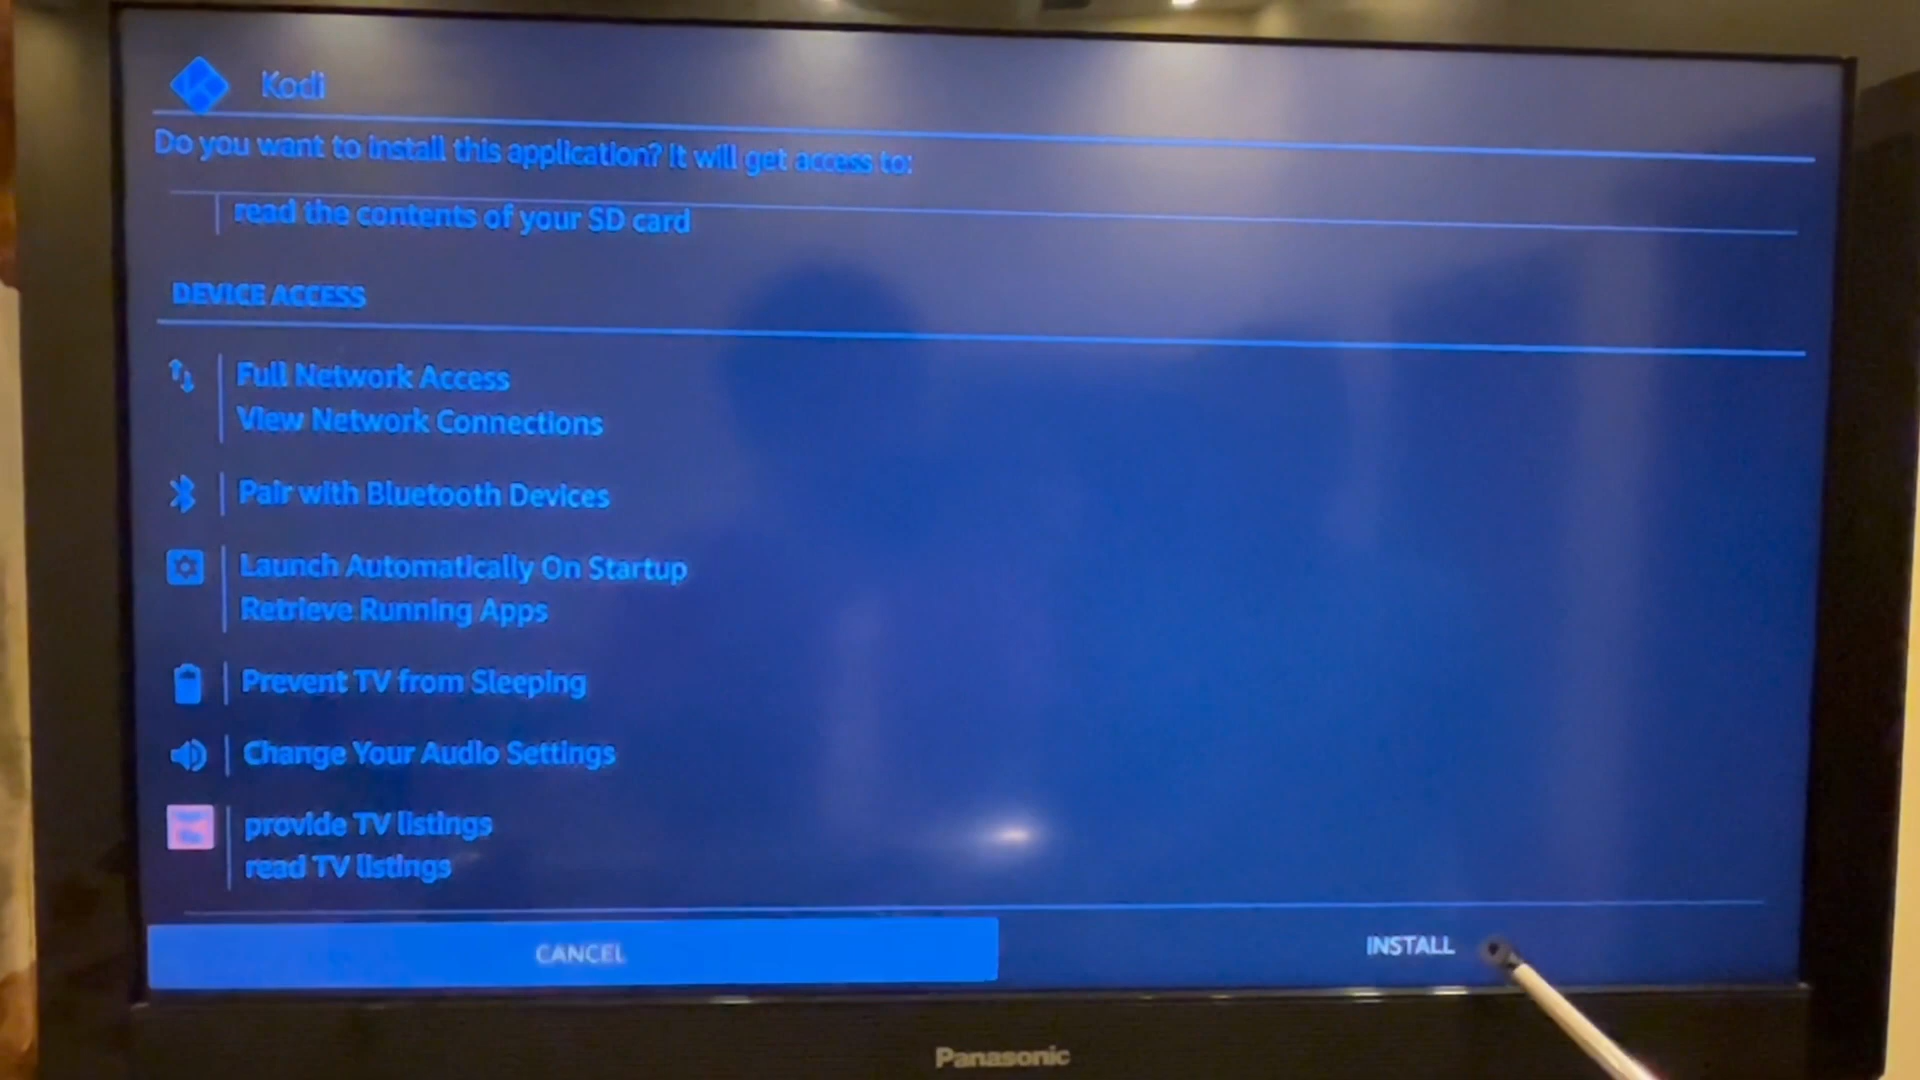 Kodi
Do you want to install this application? It will get access to:
read the contents of your SD card
DEVICE ACCESS
Full Network Access
View Network Connections
Pair with Bluetooth Devices
Launch Automatically On Startup
Retrieve Running Apps
Prevent TV from Sleeping
Change Your Audio Settings
provide TV listings
read TV listings
CANCEL
INSTALL
Panasonic